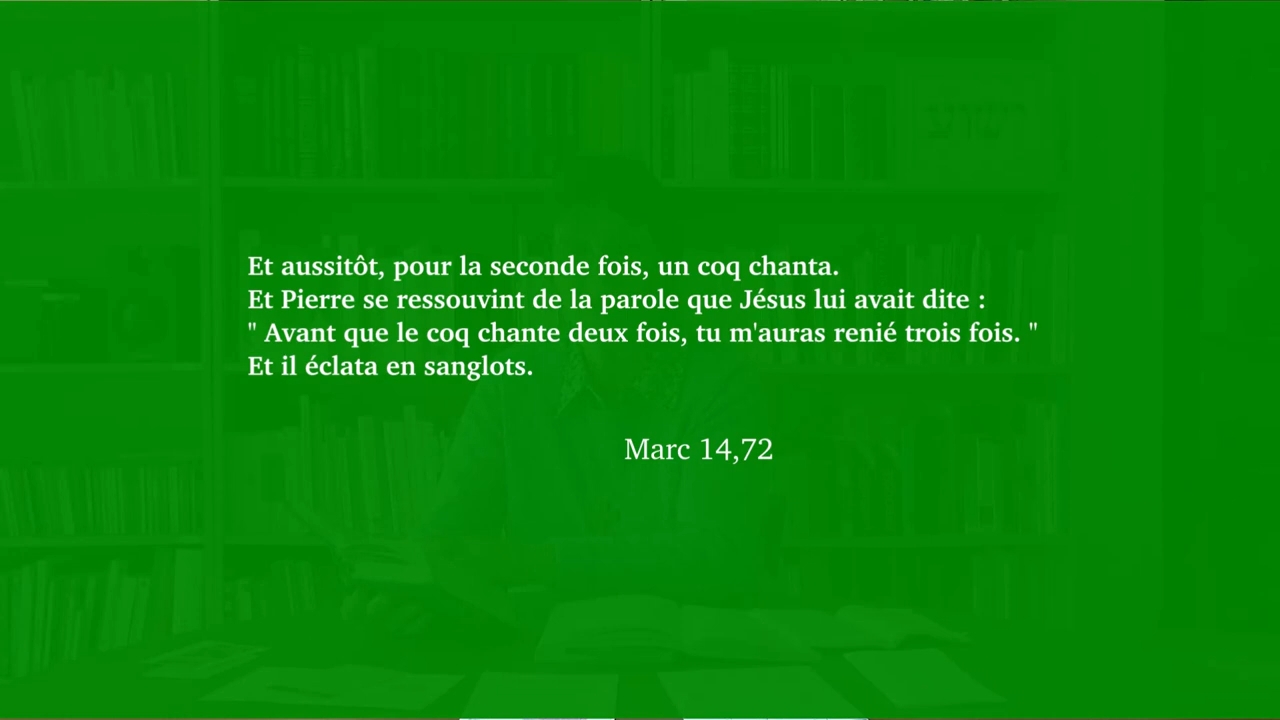 ישוע
Et aussitôt, pour la seconde fois, un coq chanta.
Et Pierre se ressouvint de la parole que Jésus lui avait dite :
" Avant que le coq chante deux fois, tu m'auras renié trois fois. "
Et il éclata en sanglots.
Marc 14,72